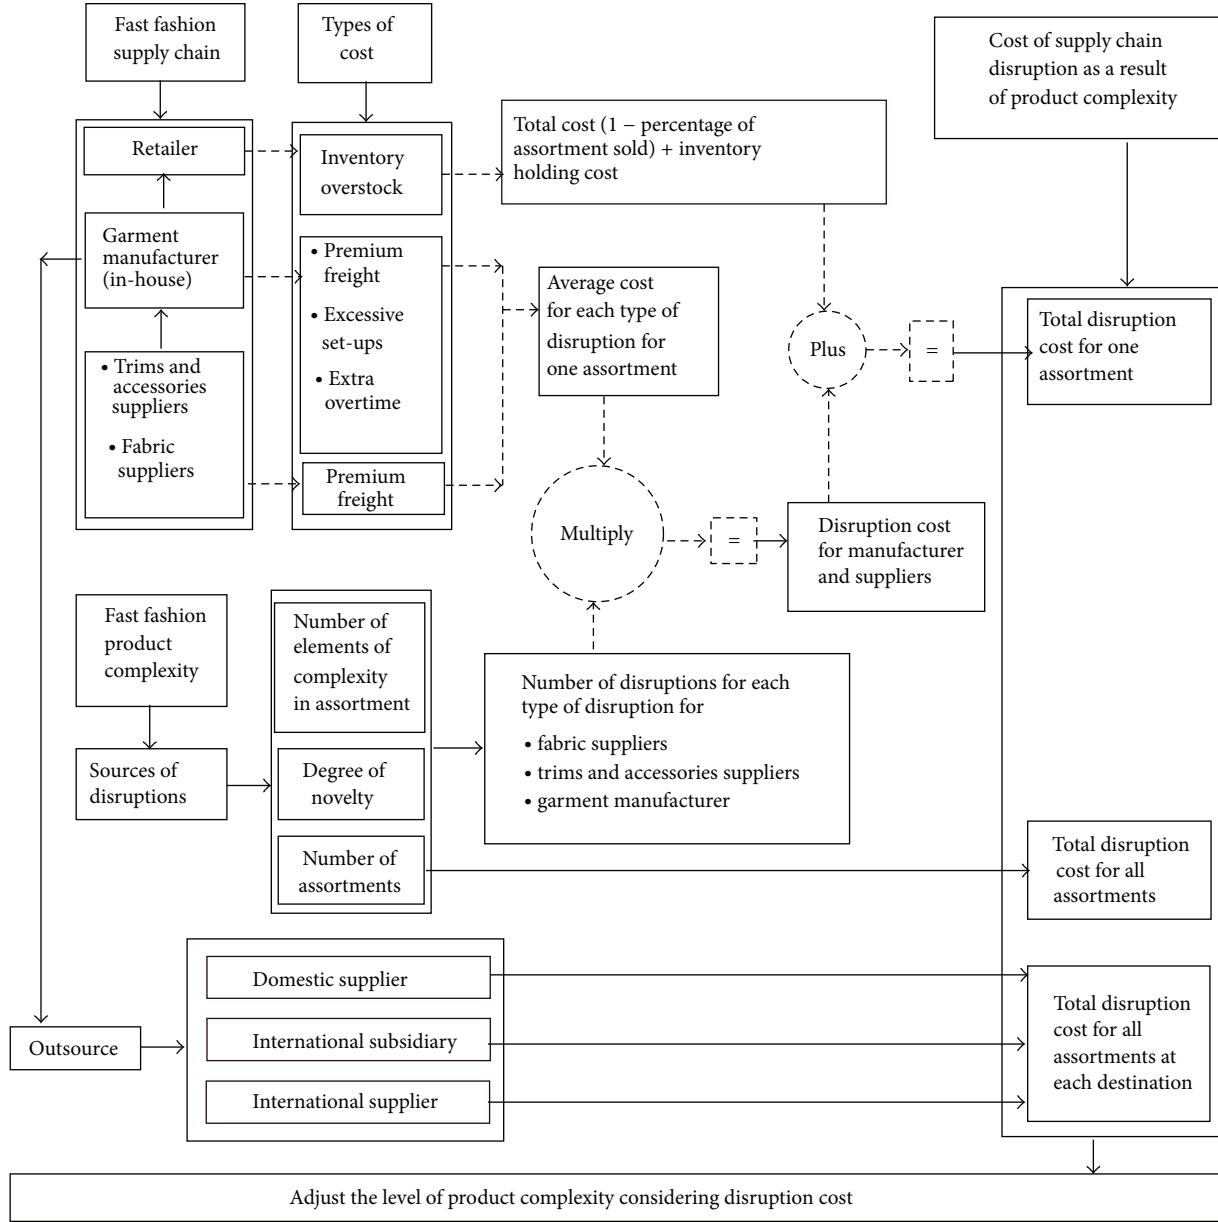 Fast fashion
supply chain
Types of
cost
Cost of supply chain
disruption as a result
of product complexity
Retailer
Inventory
overstock
Total cost (1 − percentage of
assortment sold) + inventory
holding cost
Garment
manufacturer
(in-house)
• Premium
freight
• Excessive
set-ups
• Extra
overtime
Average cost
for each type of
disruption for
one assortment
Plus
=
Total disruption
cost for one
assortment
• Trims and
accessories
suppliers
• Fabric
suppliers
Premium
freight
Multiply
=
Disruption cost
for manufacturer
and suppliers
Fast fashion
product
complexity
Number of
elements of
complexity
in assortment
Number of disruptions for each
type of disruption for
• fabric suppliers
• trims and accessories suppliers
• garment manufacturer
Sources of
disruptions
Degree of
novelty
Number of
assortments
Total disruption
cost for all
assortments
Domestic supplier
International subsidiary
International supplier
Outsource
Total disruption
cost for all
assortments at
each destination
Adjust the level of product complexity considering disruption cost